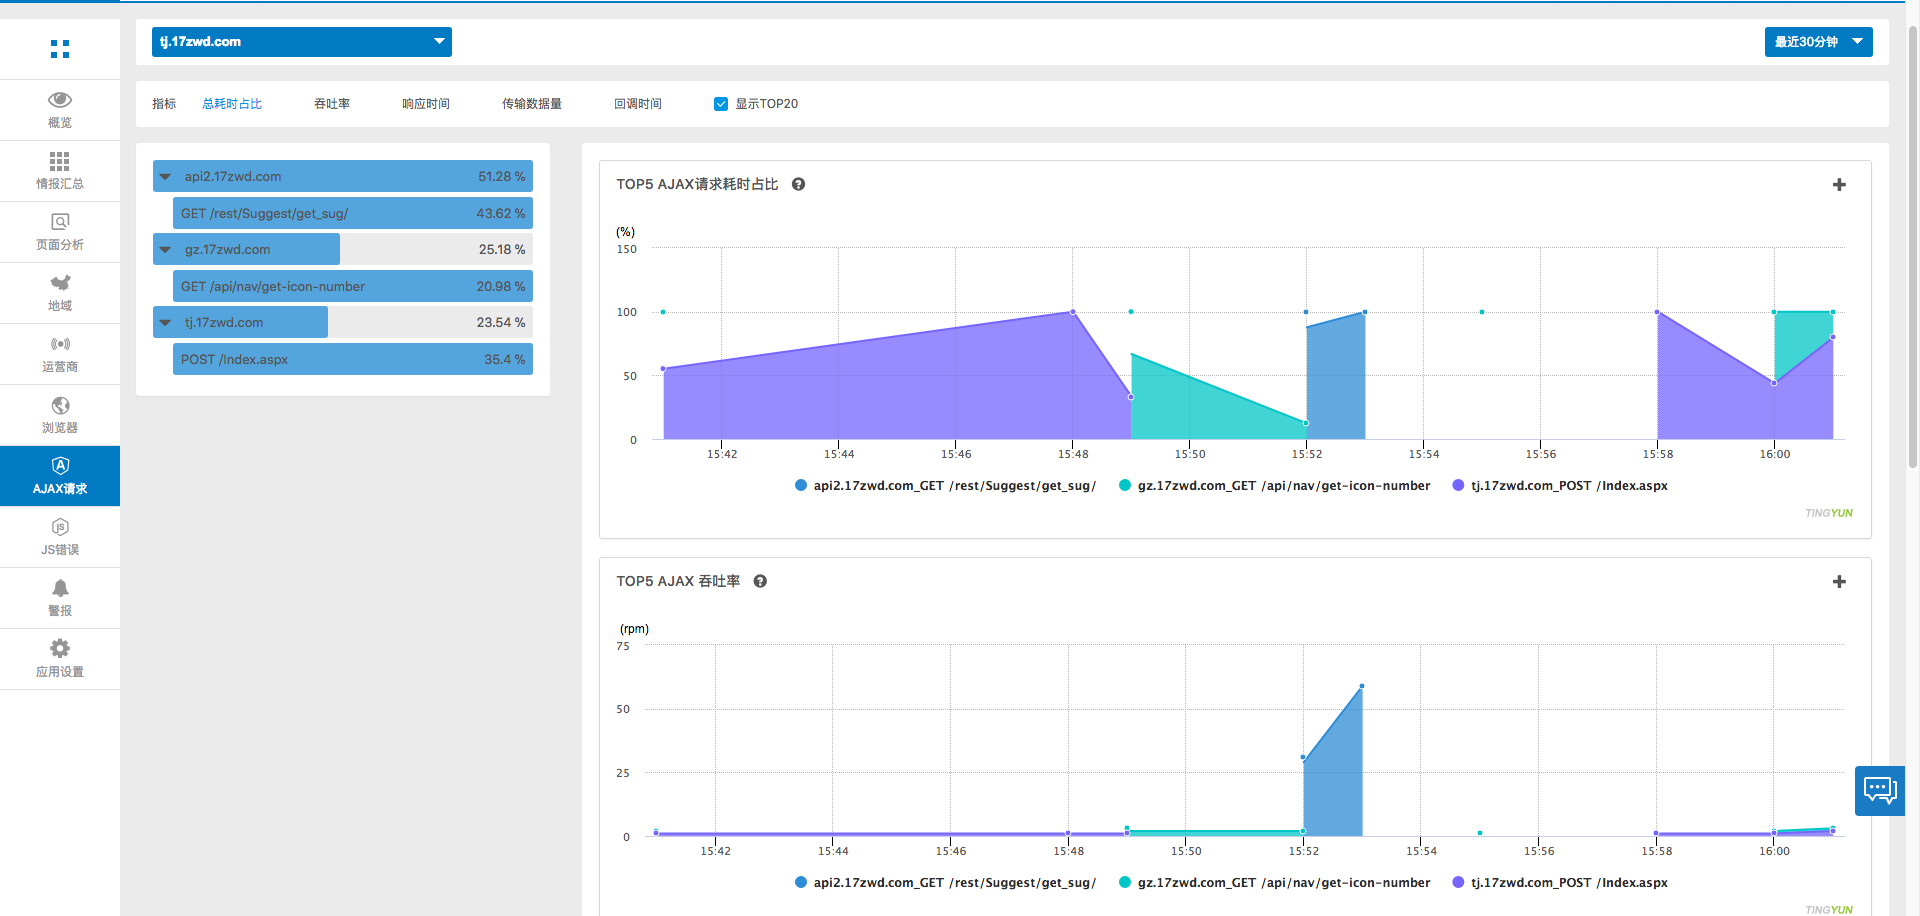 tj.17zwd.com
最近30分钟
指标 总耗时占比 吞吐率 响应时间 传输数据量 回调时间 显示TOP20
概览
情报汇总
页面分析
地域
运营商
浏览器
AJAX请求
JS错误
警报
应用设置
api2.17zwd.com 51.28 %
GET /rest/Suggest/get_sug/ 43.62 %
gz.17zwd.com 25.18 %
GET /api/nav/get-icon-number 20.98 %
tj.17zwd.com 23.54 %
POST /Index.aspx 35.4 %
TOP5 AJAX请求耗时占比
(%)
150
100
50
0
15:42 15:44 15:46 15:48 15:50 15:52 15:54 15:56 15:58 16:00
api2.17zwd.com_GET /rest/Suggest/get_sug/ gz.17zwd.com_GET /api/nav/get-icon-number tj.17zwd.com_POST /Index.aspx
TINGYUN
TOP5 AJAX 吞吐率
(rpm)
75
50
25
0
15:42 15:44 15:46 15:48 15:50 15:52 15:54 15:56 15:58 16:00
api2.17zwd.com_GET /rest/Suggest/get_sug/ gz.17zwd.com_GET /api/nav/get-icon-number tj.17zwd.com_POST /Index.aspx
TINGYUN